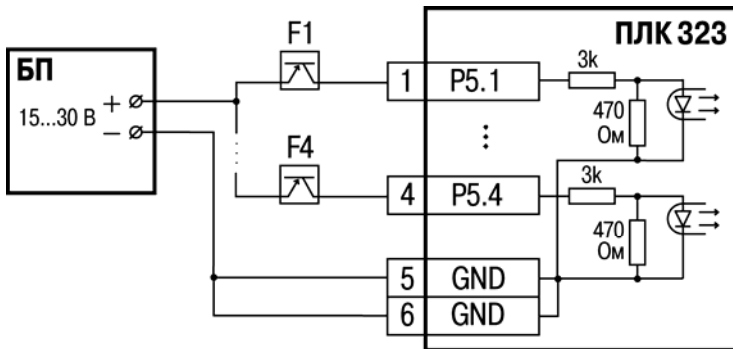 F1
ПЛК 323
БП
15...30 В
+
–
1
P5.1
3k
470
Ом
F4
4
P5.4
3k
470
Ом
5
GND
6
GND